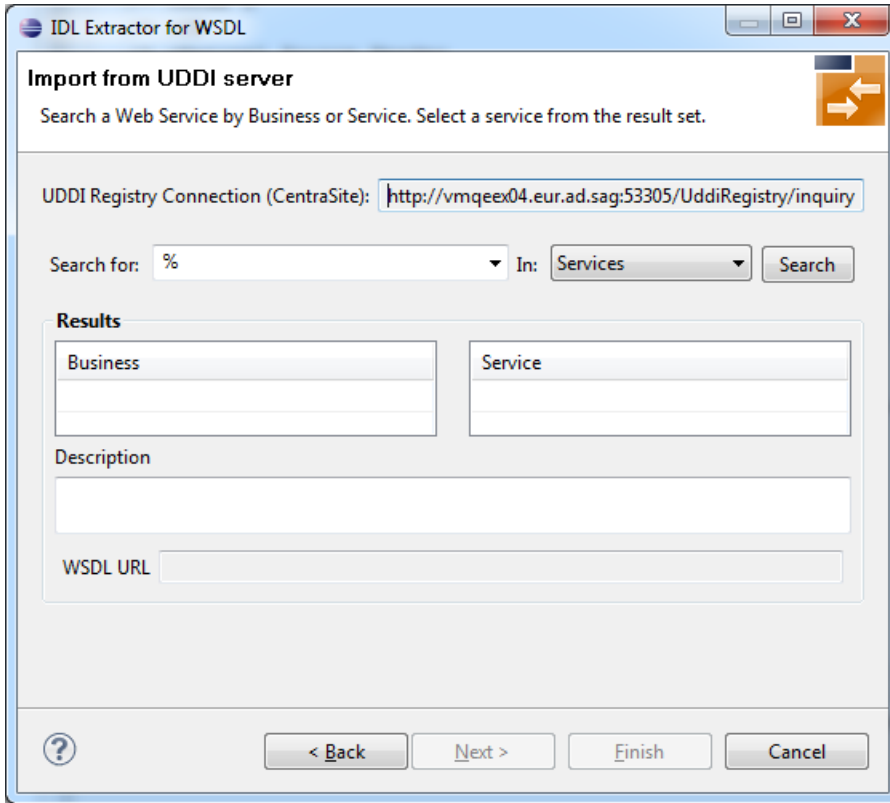 IDL Extractor for WSDL
Import from UDDI server
Search a Web Service by Business or Service. Select a service from the result set.
UDDI Registry Connection (CentraSite): http://vmqeex04.eur.ad.sag:53305/UddiRegistry/inquiry
Search for: % In: Services Search
Results
Business Service
Description
WSDL URL
? < Back Next > Finish Cancel